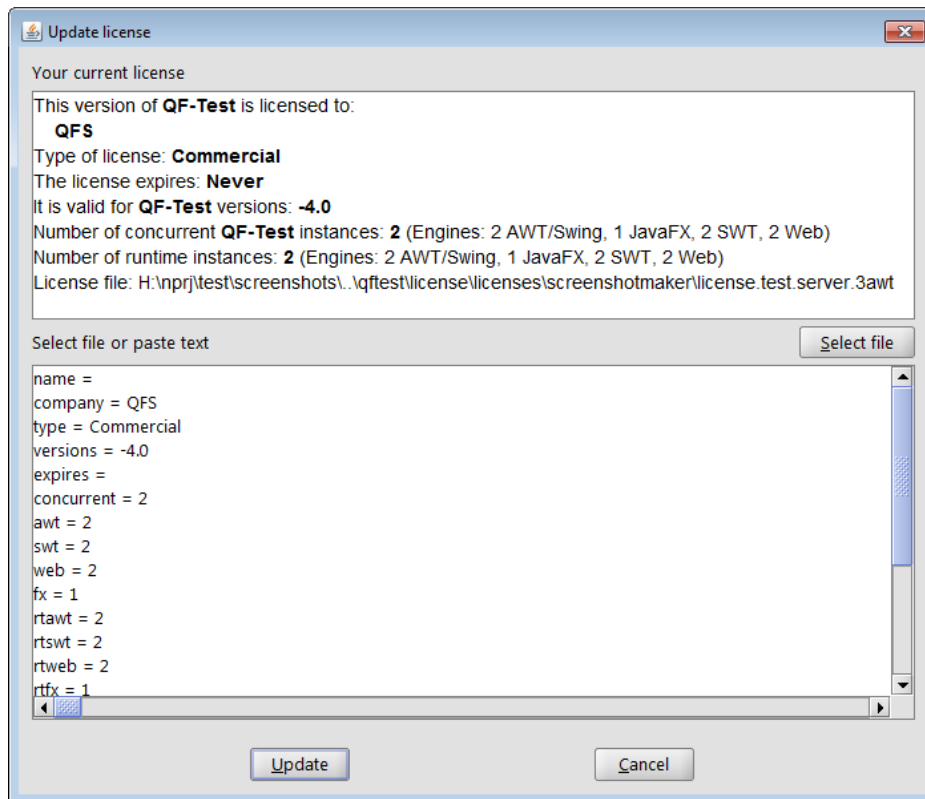 Update license
Your current license
This version of QF-Test is licensed to:
QFS
Type of license: Commercial
The license expires: Never
It is valid for QF-Test versions: -4.0
Number of concurrent QF-Test instances: 2 (Engines: 2 AWT/Swing, 1 JavaFX, 2 SWT, 2 Web)
Number of runtime instances: 2 (Engines: 2 AWT/Swing, 1 JavaFX, 2 SWT, 2 Web)
License file: H:\nprj\test\screenshots\..\qftest\license\licenses\screenshotmaker\license.test.server.3awt
Select file or paste text
Select file
name =
company = QFS
type = Commercial
versions = -4.0
expires =
concurrent = 2
awt = 2
swt = 2
web = 2
fx = 1
rtawt = 2
rtswt = 2
rtweb = 2
rtfx = 1
Update
Cancel